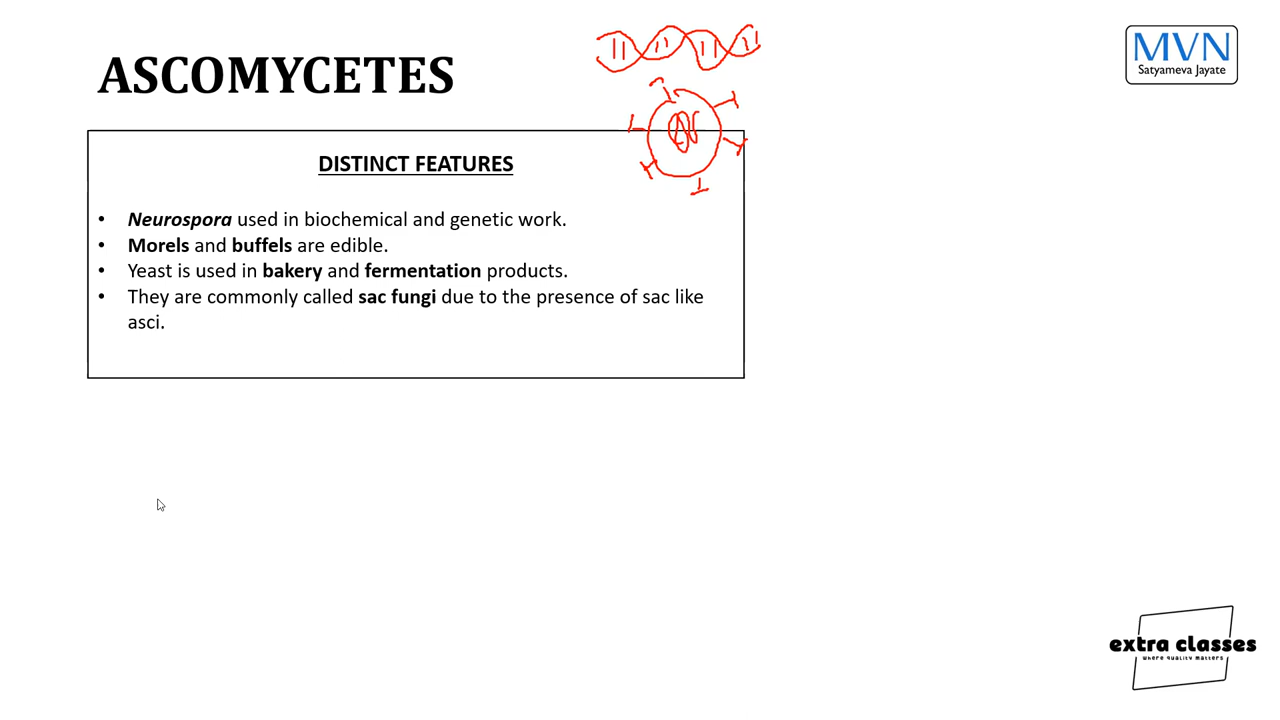 ASCOMYCETES
MVN
Satyameva Jayate
DISTINCT FEATURES
• Neurospora used in biochemical and genetic work.
• Morels and buffels are edible.
• Yeast is used in bakery and fermentation products.
• They are commonly called sac fungi due to the presence of sac like
asci.
extra classes
where quality matters